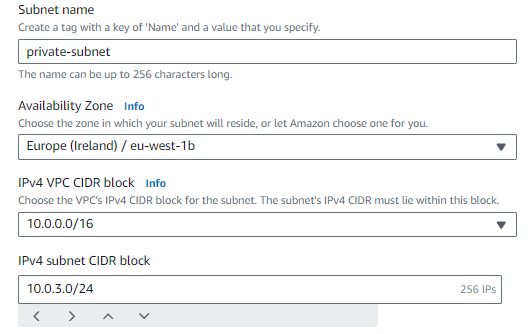 Subnet name
Create a tag with a key of 'Name' and a value that you specify.
private-subnet
The name can be up to 256 characters long.
Availability Zone Info
Choose the zone in which your subnet will reside, or let Amazon choose one for you.
Europe (Ireland) / eu-west-1b
IPv4 VPC CIDR block Info
Choose the VPC's IPv4 CIDR block for the subnet. The subnet's IPv4 CIDR must lie within this block.
10.0.0.0/16
IPv4 subnet CIDR block
10.0.3.0/24 256 IPs